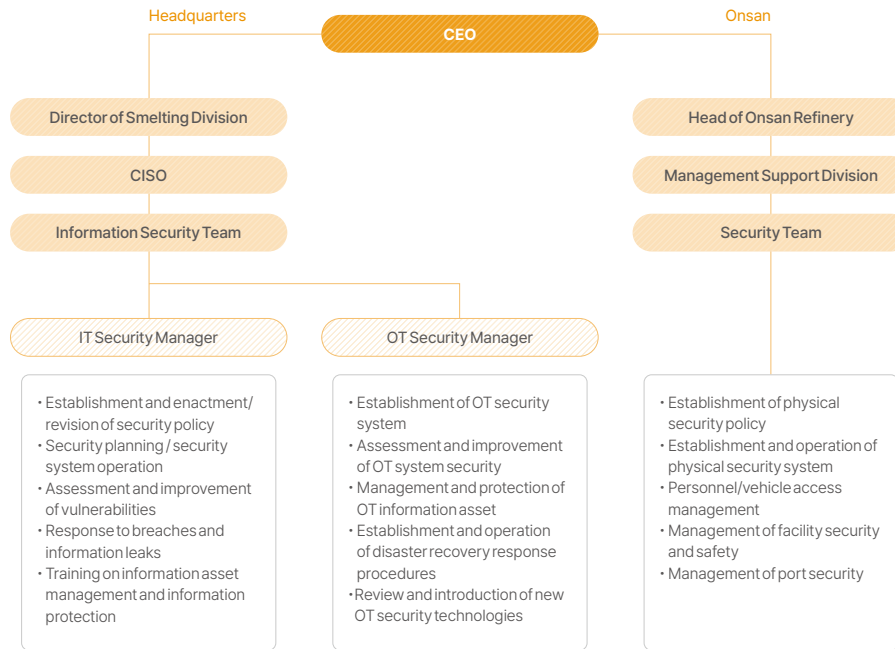 Headquarters
CEO
Onsan
Director of Smelting Division
Head of Onsan Refinery
CISO
Management Support Division
Information Security Team
Security Team
IT Security Manager
OT Security Manager
• Establishment and enactment/
revision of security policy
• Security planning / security
system operation
• Assessment and improvement
of vulnerabilities
• Response to breaches and
information leaks
• Training on information asset
management and information
protection
• Establishment of OT security
system
• Assessment and improvement
of OT system security
• Management and protection of
OT information asset
• Establishment and operation
of disaster recovery response
procedures
•Review and introduction of new
OT security technologies
• Establishment of physical
security policy
• Establishment and operation of
physical security system
• Personnel/vehicle access
management
• Management of facility security
and safety
• Management of port security